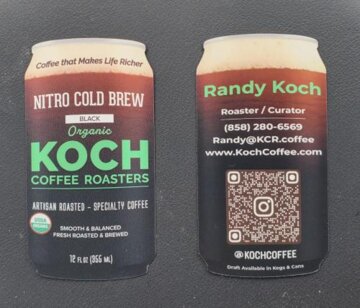 Coffee that Makes Life Richer
NITRO COLD BREW
BLACK
Organic
KOCH
COFFEE ROASTERS
ARTISAN ROASTED - SPECIALTY COFFEE
USDA
ORGANIC
SMOOTH & BALANCED
FRESH ROASTED & BREWED
12 fl oz (355 mL)
Randy Koch
Roaster / Curator
(858) 280-6569
Randy@KCR.coffee
www.KochCoffee.com
@KOCHCOFFEE
Draft Available in Kegs & Cans